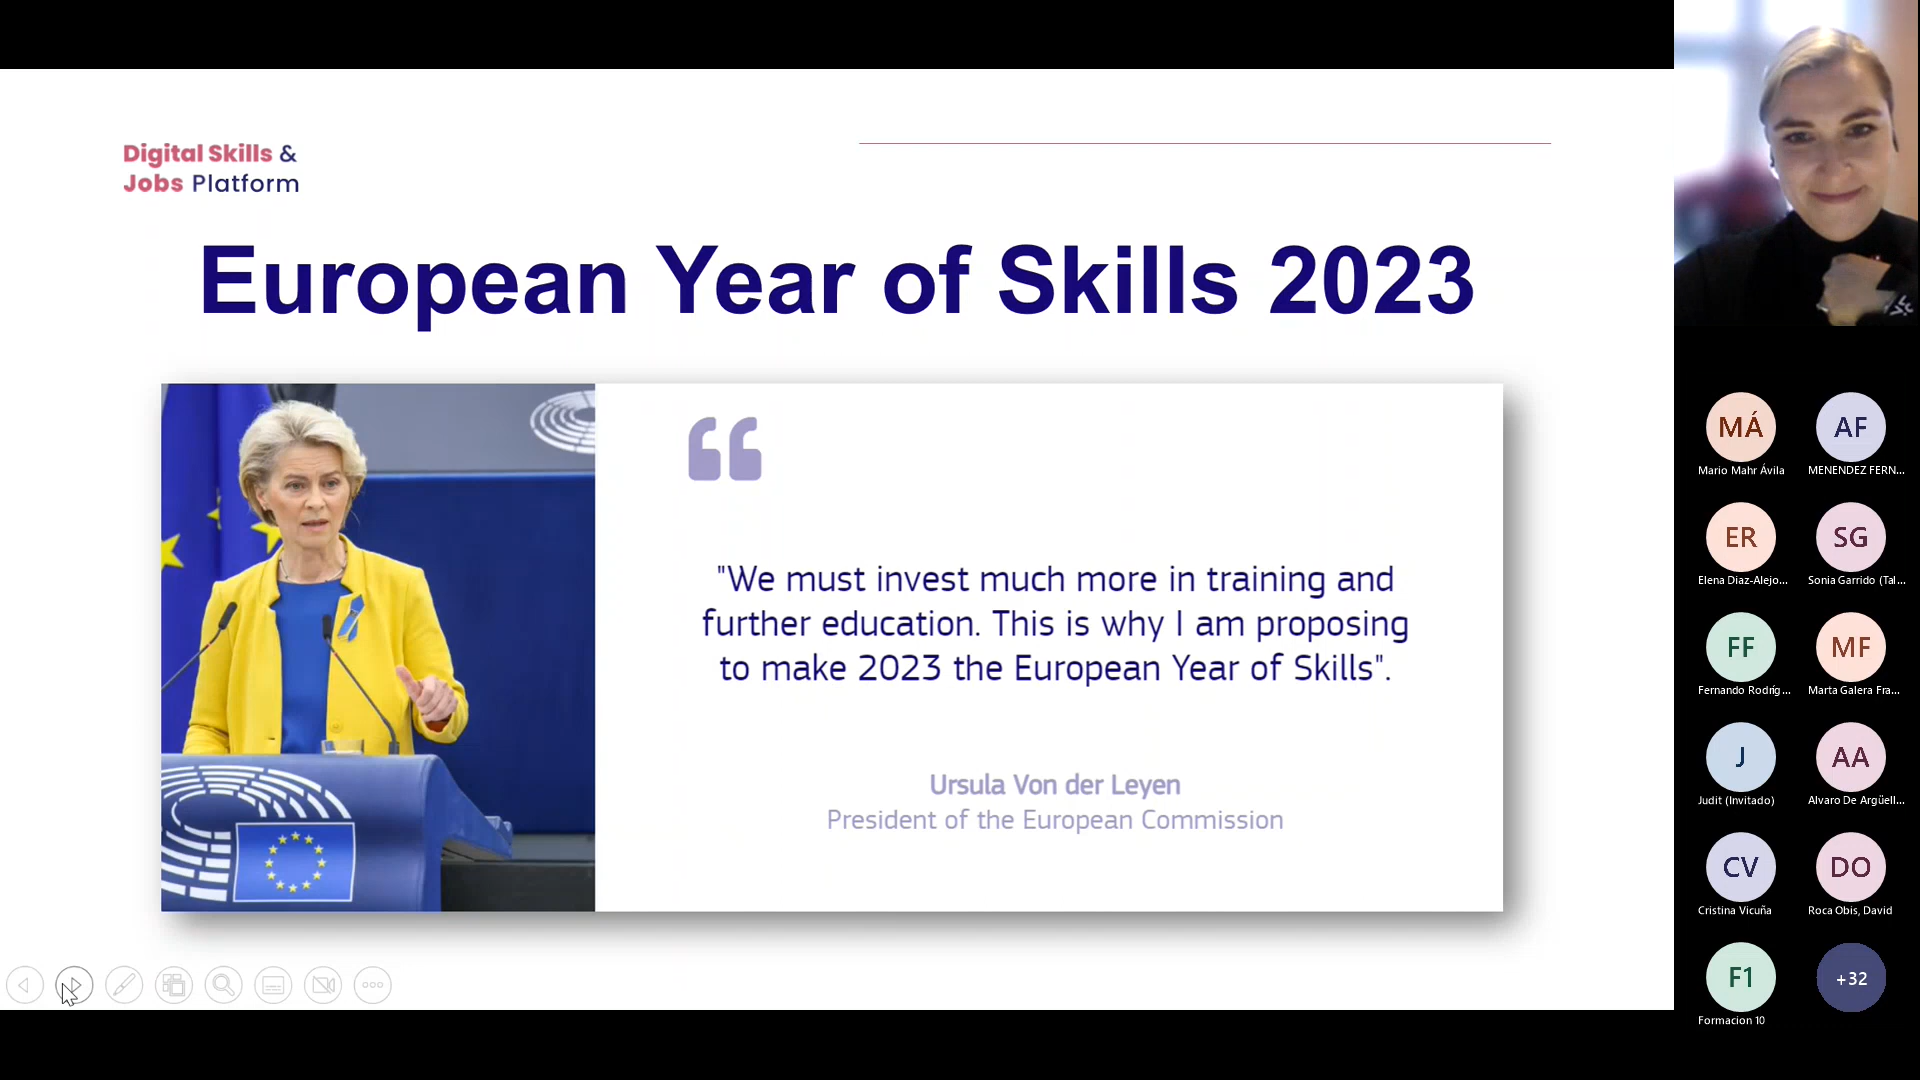 Digital Skills &
Jobs Platform
European Year of Skills 2023
"We must invest much more in training and
further education. This is why I am proposing
to make 2023 the European Year of Skills".
Ursula Von der Leyen
President of the European Commission
MÁ
Mario Mahr Ávila
AF
MENENDEZ FERN...
ER
Elena Diaz-Alejo...
SG
Sonia Garrido (Tal...
FF
Fernando Rodríg...
MF
Marta Galera Fra...
J
Judit (Invitado)
AA
Alvaro De Argüell...
CV
Cristina Vicuña
DO
Roca Obis, David
F1
Formacion 10
+32